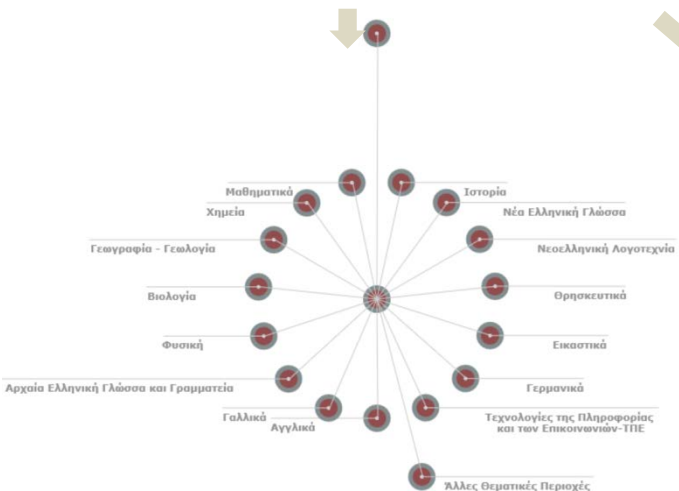 Μαθηματικά
Ιστορία
Χημεία
Νέα Ελληνική Γλώσσα
Γεωγραφία - Γεωλογία
Νεοελληνική Λογοτεχνία
Βιολογία
Θρησκευτικά
Φυσική
Εικαστικά
Αρχαία Ελληνική Γλώσσα και Γραμματεία
Γερμανικά
Γαλλικά
Αγγλικά
Τεχνολογίες της Πληροφορίας
και των Επικοινωνιών-ΤΠΕ
Άλλες Θεματικές Περιοχές